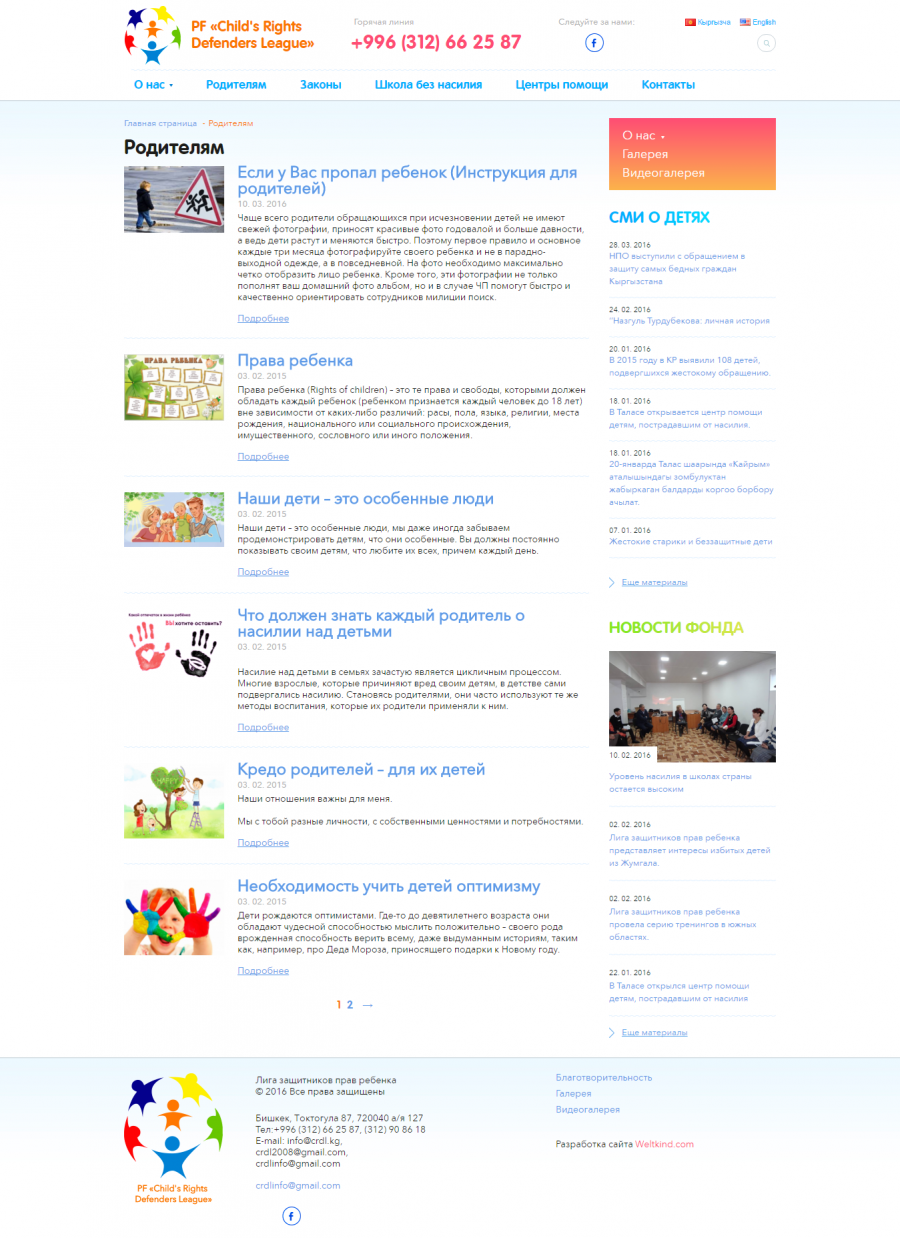 PF «Child's Rights
Defenders League»
Горячая линия
+996 (312) 66 25 87
Следуйте за нами:
Кыргызча
English
О нас
Родителям
Законы
Школа без насилия
Центры помощи
Контакты
Главная страница - Родителям
Родителям
Если у Вас пропал ребенок (Инструкция для
родителей)
10. 03. 2016
Чаще всего родители обращающихся при исчезновении детей не имеют
свежей фотографии, приносят красивые фото годовалой и больше давности,
а ведь дети растут и меняются быстро. Поэтому первое правило и основное
каждые три месяца фотографируйте своего ребенка и не в парадно-
выходной одежде, а в повседневной. На фото необходимо максимально
четко отобразить лицо ребенка. Кроме того, эти фотографии не только
пополнят ваш домашний фото альбом, но и в случае ЧП помогут быстро и
качественно ориентировать сотрудников милиции поиск.
Подробнее
ПРАВА РЕБЕНКА
Права ребенка
03. 02. 2015
Права ребенка (Rights of children) – это те права и свободы, которыми должен
обладать каждый ребенок (ребенком признается каждый человек до 18 лет)
вне зависимости от каких-либо различий: расы, пола, языка, религии, места
рождения, национального или социального происхождения,
имущественного, сословного или иного положения.
Подробнее
Наши дети – это особенные люди
03. 02. 2015
Наши дети – это особенные люди, мы даже иногда забываем
продемонстрировать детям, что они особенные. Вы должны постоянно
показывать своим детям, что любите их всех, причем каждый день.
Подробнее
Какой отпечаток в жизни ребёнка
ВЫ хотите оставить?
Что должен знать каждый родитель о
насилии над детьми
03. 02. 2015
Насилие над детьми в семьях зачастую является цикличным процессом.
Многие взрослые, которые причиняют вред своим детям, в детстве сами
подвергались насилию. Становясь родителями, они часто используют те же
методы воспитания, которые их родители применяли к ним.
Подробнее
Кредо родителей – для их детей
03. 02. 2015
Наши отношения важны для меня.
Мы с тобой разные личности, с собственными ценностями и потребностями.
Подробнее
Необходимость учить детей оптимизму
03. 02. 2015
Дети рождаются оптимистами. Где-то до девятилетнего возраста они
обладают чудесной способностью мыслить положительно – своего рода
врожденная способность верить всему, даже выдуманным историям, таким
как, например, про Деда Мороза, приносящего подарки к Новому году.
Подробнее
1 2 →
О нас
Галерея
Видеогалерея
СМИ О ДЕТЯХ
28. 03. 2016
НПО выступили с обращением в
защиту самых бедных граждан
Кыргызстана
24. 02. 2016
"Назгуль Турдубекова: личная история
20. 01. 2016
В 2015 году в КР выявили 108 детей,
подвергшихся жестокому обращению.
18. 01. 2016
В Таласе открывается центр помощи
детям, пострадавшим от насилия.
18. 01. 2016
20-январда Талас шаарында «Кайрым»
аталышындагы зомбулуктан
жабыркаган балдарды коргоо борбору
ачылат.
07. 01. 2016
Жестокие старики и беззащитные дети
Еще материалы
НОВОСТИ ФОНДА
10. 02. 2016
Уровень насилия в школах страны
остается высоким
02. 02. 2016
Лига защитников прав ребенка
представляет интересы избитых детей
из Жумгала.
02. 02. 2016
Лига защитников прав ребенка
провела серию тренингов в южных
областях.
22. 01. 2016
В Таласе открылся центр помощи
детям, пострадавшим от насилия
Еще материалы
PF «Child's Rights
Defenders League»
Лига защитников прав ребенка
© 2016 Все права защищены
Бишкек, Токтогула 87, 720040 а/я 127
Тел:+996 (312) 66 25 87, (312) 90 86 18
E-mail: info@crdl.kg,
crdl2008@gmail.com,
crdlinfo@gmail.com
crdlinfo@gmail.com
Благотворительность
Галерея
Видеогалерея
Разработка сайта Weltkind.com